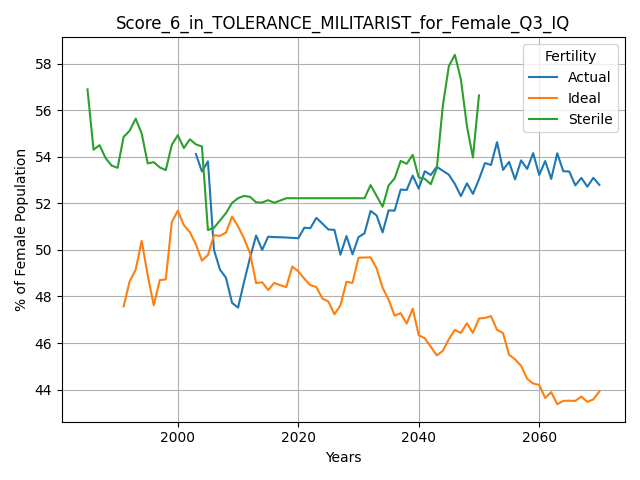 Score_6_in_TOLERANCE_MILITARIST_for_Female_Q3_IQ
Fertility
Actual
Ideal
Sterile
% of Female Population
58
56
54
52
50
48
46
44
2000
2020
2040
2060
Years